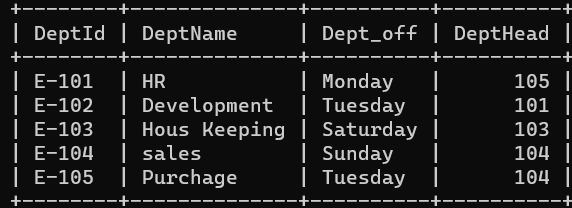 +--------+--------------+----------+----------+
| DeptId | DeptName     | Dept_off | DeptHead |
+--------+--------------+----------+----------+
| E-101  | HR           | Monday   |      105 |
| E-102  | Development  | Tuesday  |      101 |
| E-103  | Hous Keeping | Saturday |      103 |
| E-104  | sales        | Sunday   |      104 |
| E-105  | Purchage     | Tuesday  |      104 |
+--------+--------------+----------+----------+